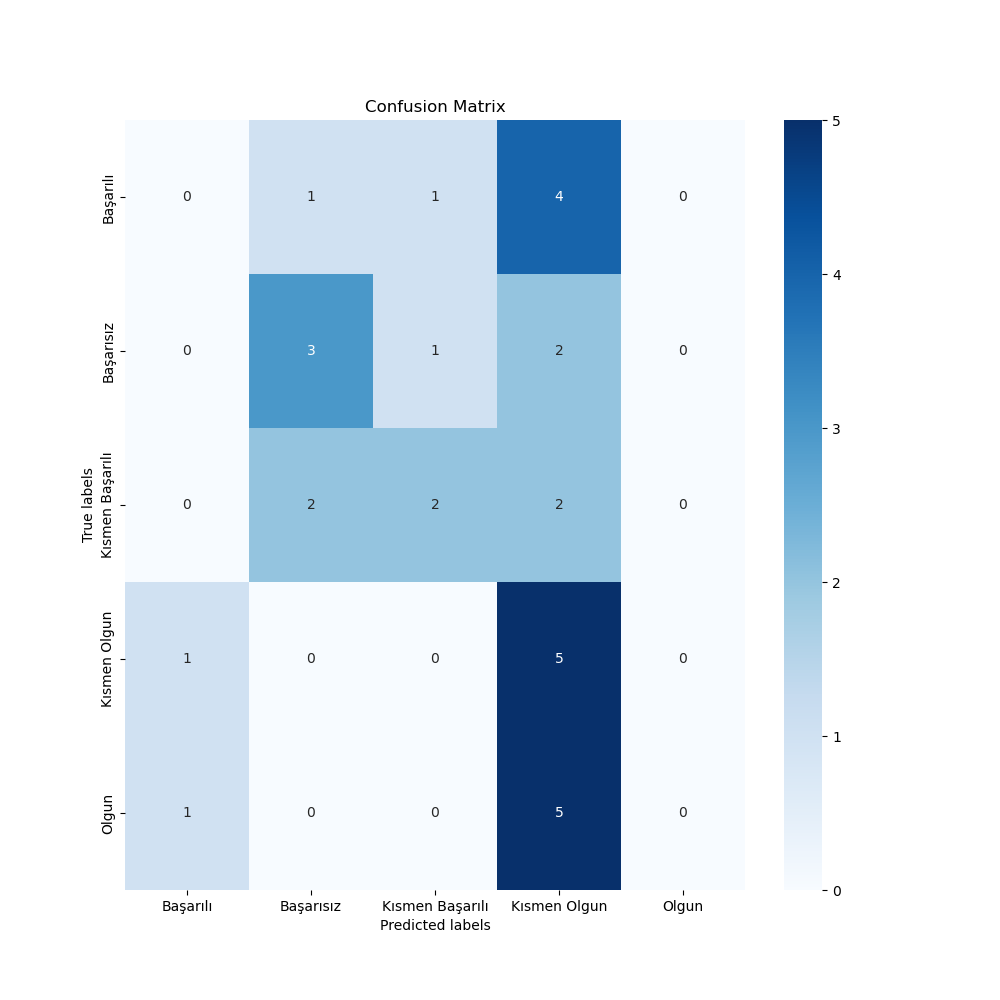 Confusion Matrix
Başarılı
0 1 1 4 0
Başarısız
0 3 1 2 0
True labels
Kısmen Başarılı
0 2 2 2 0
Kısmen Olgun
1 0 0 5 0
Olgun
1 0 0 5 0
Başarılı Başarısız Kısmen Başarılı Kısmen Olgun Olgun
Predicted labels
5
4
3
2
1
0